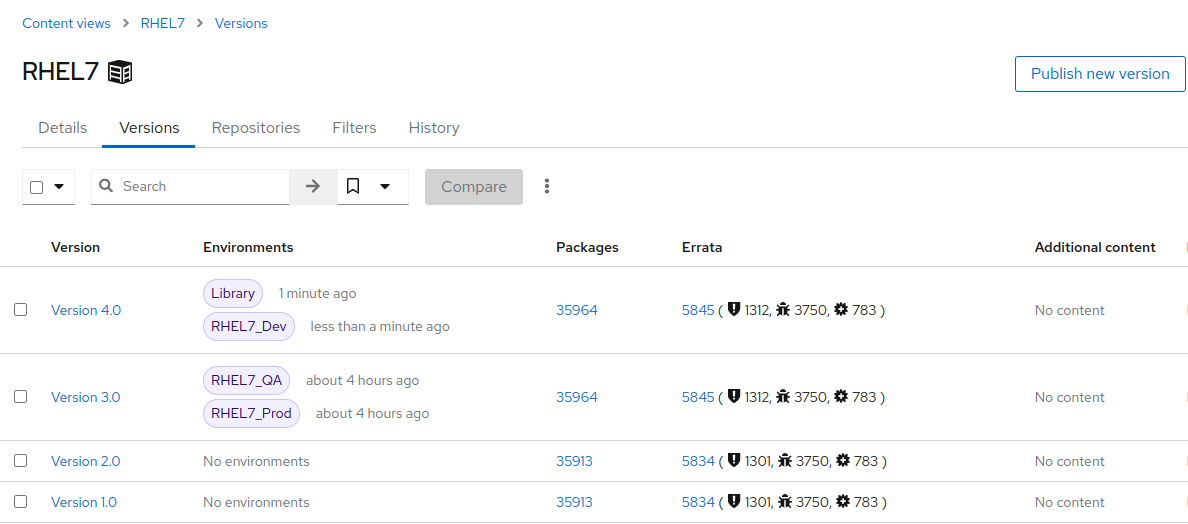 Content views > RHEL7 > Versions
RHEL7
Publish new version
Details Versions Repositories Filters History
Search Compare
Version Environments Packages Errata Additional content
Version 4.0 Library 1 minute ago 35964 5845 ( 1312, 3750, 783 ) No content
RHEL7_Dev less than a minute ago
Version 3.0 RHEL7_QA about 4 hours ago 35964 5845 ( 1312, 3750, 783 ) No content
RHEL7_Prod about 4 hours ago
Version 2.0 No environments 35913 5834 ( 1301, 3750, 783 ) No content
Version 1.0 No environments 35913 5834 ( 1301, 3750, 783 ) No content